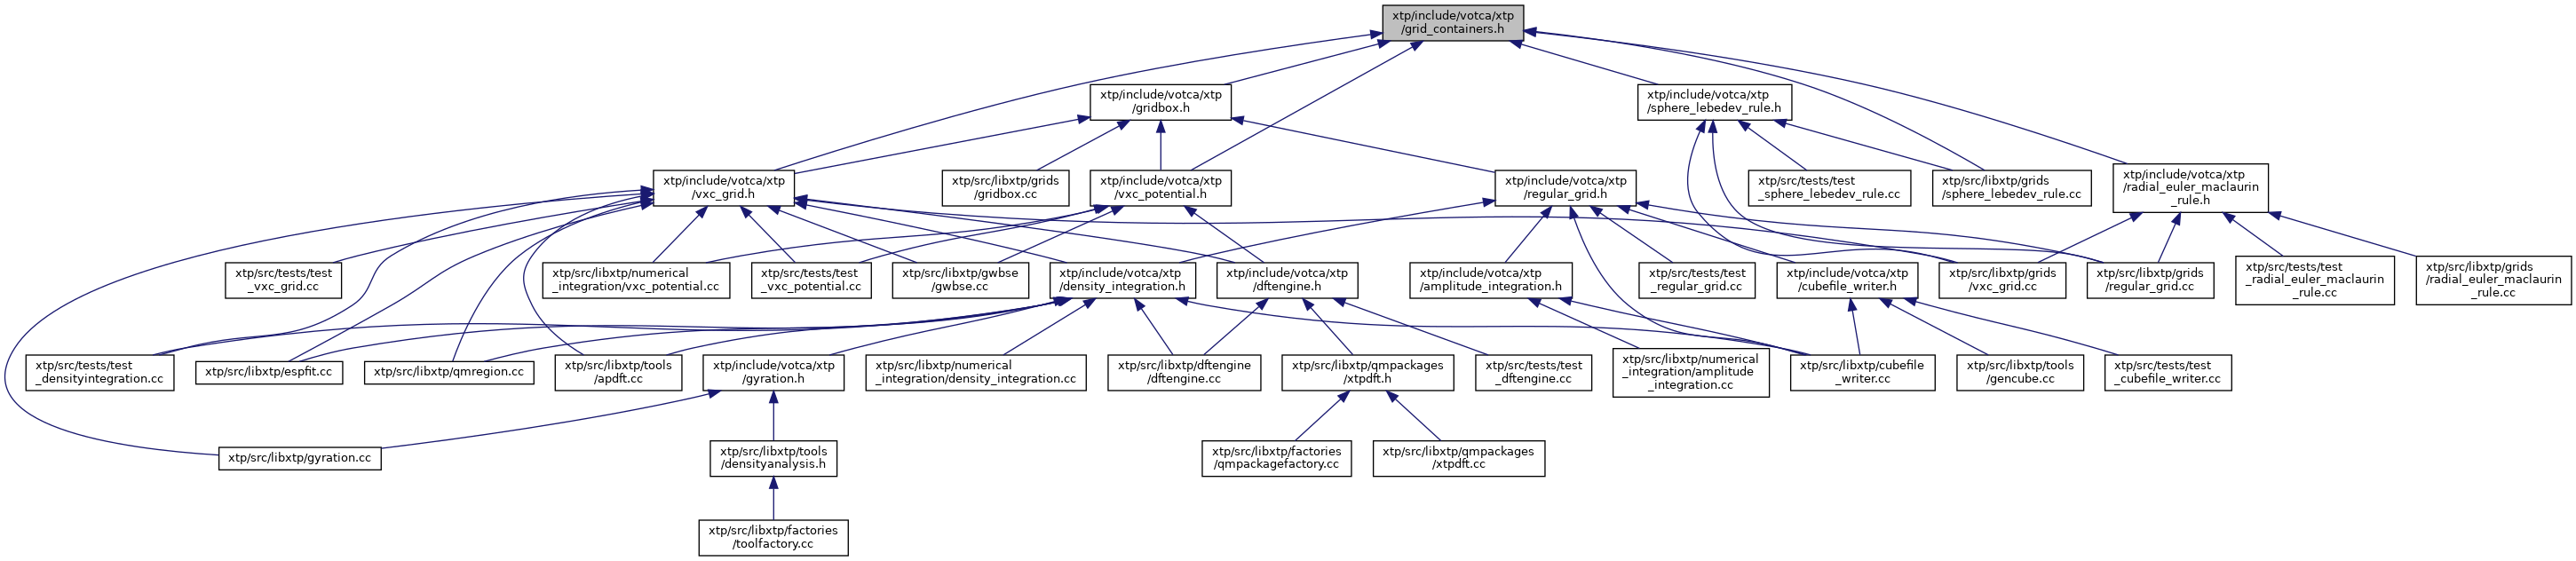 xtp/include/votca/xtp
/grid_containers.h
xtp/include/votca/xtp
/gridbox.h
xtp/include/votca/xtp
/sphere_lebedev_rule.h
xtp/include/votca/xtp
/vxc_grid.h
xtp/src/libxtp/grids
/gridbox.cc
xtp/include/votca/xtp
/vxc_potential.h
xtp/include/votca/xtp
/regular_grid.h
xtp/src/tests/test
_sphere_lebedev_rule.cc
xtp/src/libxtp/grids
/sphere_lebedev_rule.cc
xtp/include/votca/xtp
/radial_euler_maclaurin
_rule.h
xtp/src/tests/test
_vxc_grid.cc
xtp/src/libxtp/numerical
_integration/vxc_potential.cc
xtp/src/tests/test
_vxc_potential.cc
xtp/src/libxtp/gwbse
/gwbse.cc
xtp/include/votca/xtp
/density_integration.h
xtp/include/votca/xtp
/dftengine.h
xtp/include/votca/xtp
/amplitude_integration.h
xtp/src/tests/test
_regular_grid.cc
xtp/include/votca/xtp
/cubefile_writer.h
xtp/src/libxtp/grids
/vxc_grid.cc
xtp/src/libxtp/grids
/regular_grid.cc
xtp/src/tests/test
_radial_euler_maclaurin
_rule.cc
xtp/src/libxtp/grids
/radial_euler_maclaurin
_rule.cc
xtp/src/tests/test
_densityintegration.cc
xtp/src/libxtp/espfit.cc
xtp/src/libxtp/qmregion.cc
xtp/src/libxtp/tools
/apdft.cc
xtp/include/votca/xtp
/gyration.h
xtp/src/libxtp/numerical
_integration/density_integration.cc
xtp/src/libxtp/dftengine
/dftengine.cc
xtp/src/libxtp/qmpackages
/xtpdft.h
xtp/src/tests/test
_dftengine.cc
xtp/src/libxtp/numerical
_integration/amplitude
_integration.cc
xtp/src/libxtp/cubefile
_writer.cc
xtp/src/libxtp/tools
/gencube.cc
xtp/src/tests/test
_cubefile_writer.cc
xtp/src/libxtp/gyration.cc
xtp/src/libxtp/tools
/densityanalysis.h
xtp/src/libxtp/factories
/qmpackagefactory.cc
xtp/src/libxtp/qmpackages
/xtpdft.cc
xtp/src/libxtp/factories
/toolfactory.cc